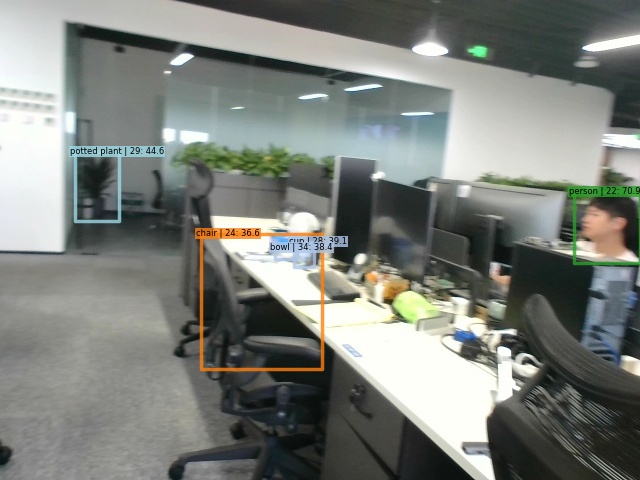 potted plant | 29: 44.6
person | 22: 70.9
chair | 24: 36.6
cup | 28: 39.1
bowl | 34: 38.4